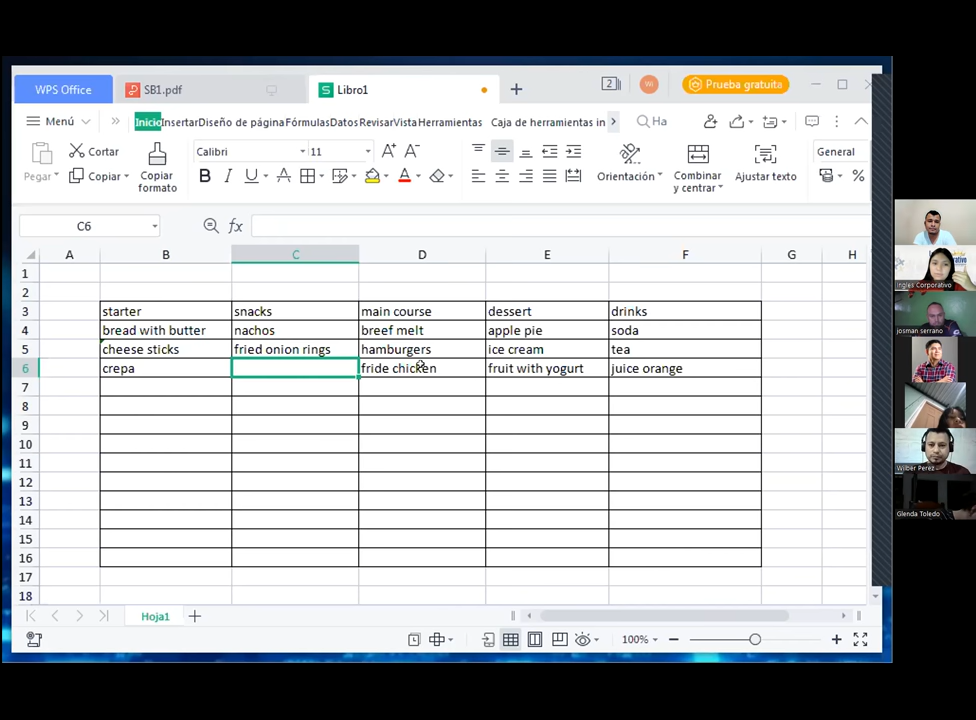 WPS Office SB1.pdf Libro1 + 2 Wi Prueba gratuita
Menú Inicio Insertar Diseño de página Fórmulas Datos Revisar Vista Herramientas Caja de herramientas in Ha
Cortar Calibri 11 A+ A- General
Pegar Copiar Copiar formato N I U A A Orientación Combinar y centrar Ajustar texto %
C6 fx
A B C D E F G H
1
2
3 starter snacks main course dessert drinks
4 bread with butter nachos breef melt apple pie soda
5 cheese sticks fried onion rings hamburgers ice cream tea
6 crepa fride chicken fruit with yogurt juice orange
7
8
9
10
11
12
13
14
15
16
17
18
Hoja1 +
100% - +
Ingles Corporativo
josman serrano
Wilber Perez
Glenda Toledo